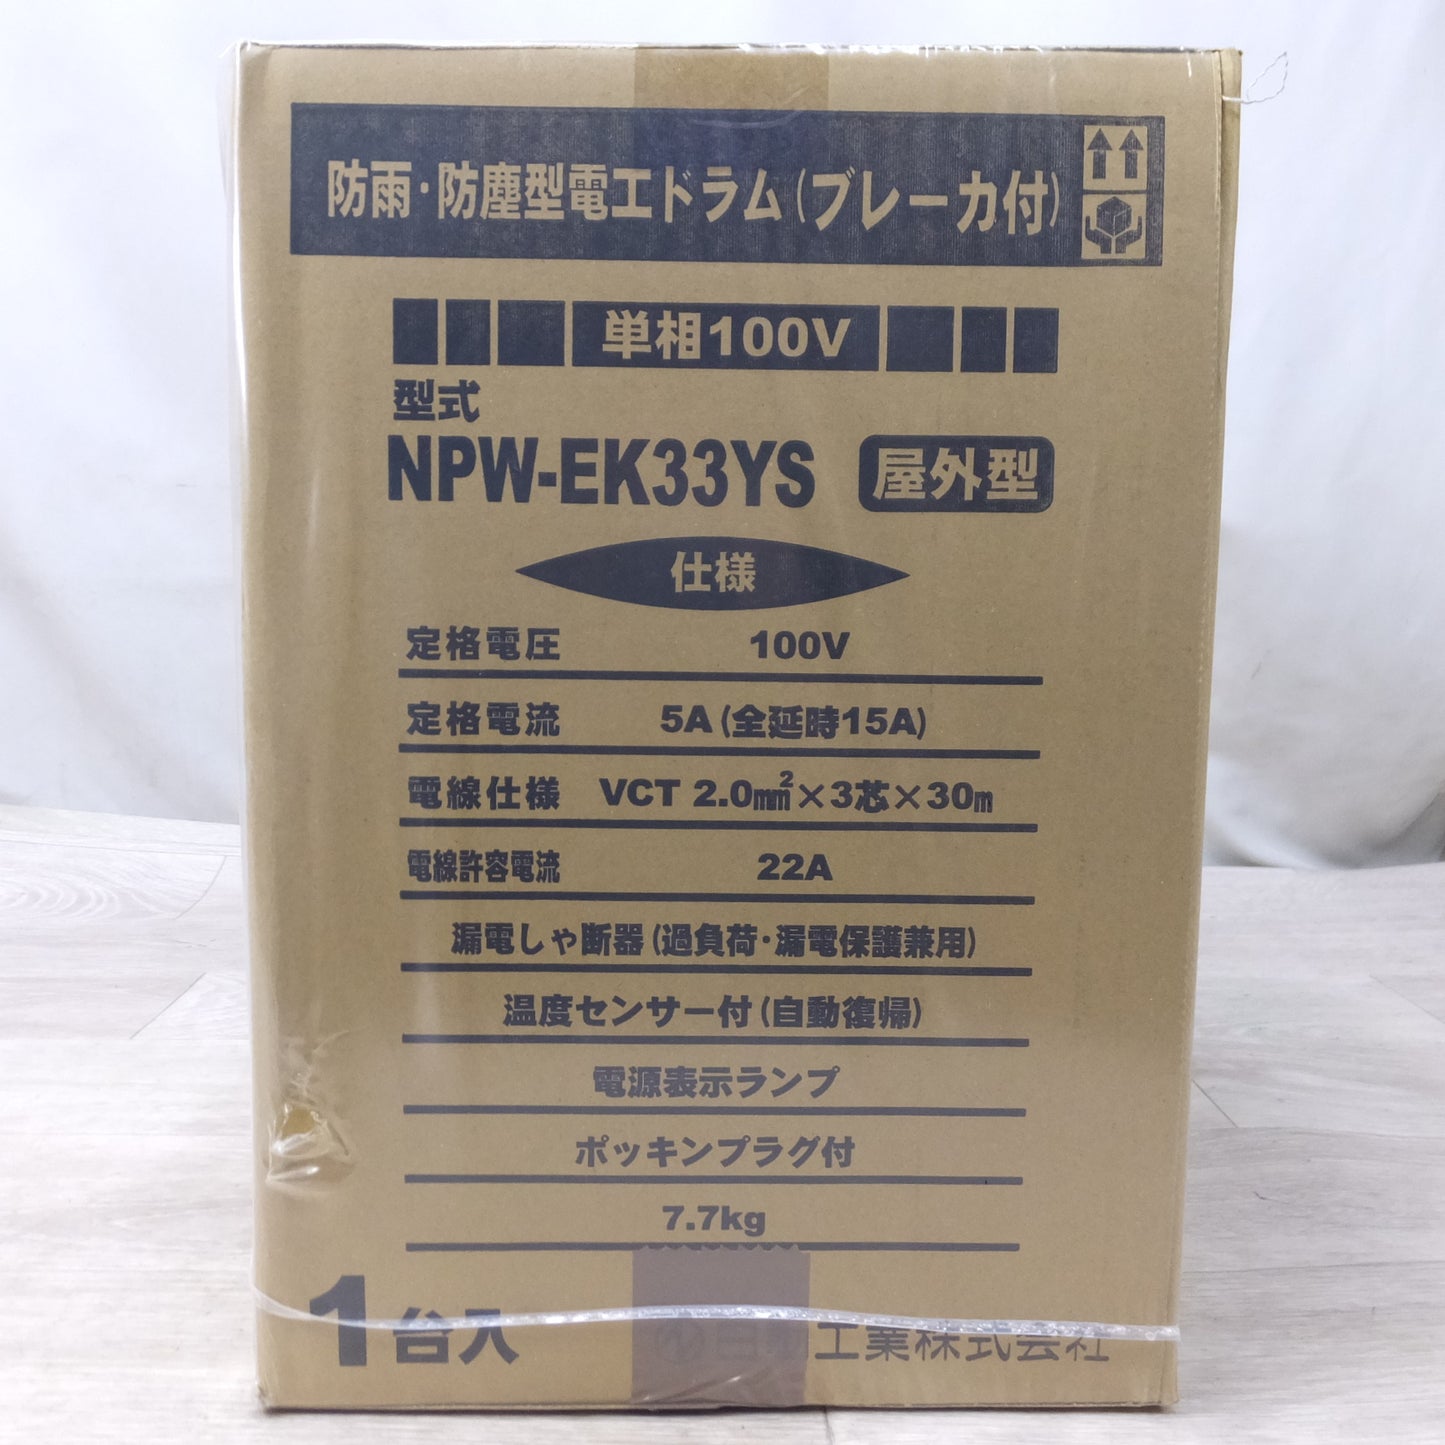 防雨・防塵型電工ドラム(ブレーカ付)
単相100V
型式
NPW-EK33YS 屋外型
仕様
定格電圧 100V
定格電流 5A(全延時15A)
電線仕様 VCT 2.0mm²×3芯×30m
電線許容電流 22A
漏電しゃ断器(過負荷・漏電保護兼用)
温度センサー付(自動復帰)
電源表示ランプ
ポッキンプラグ付
7.7kg
1台入 工業株式会社